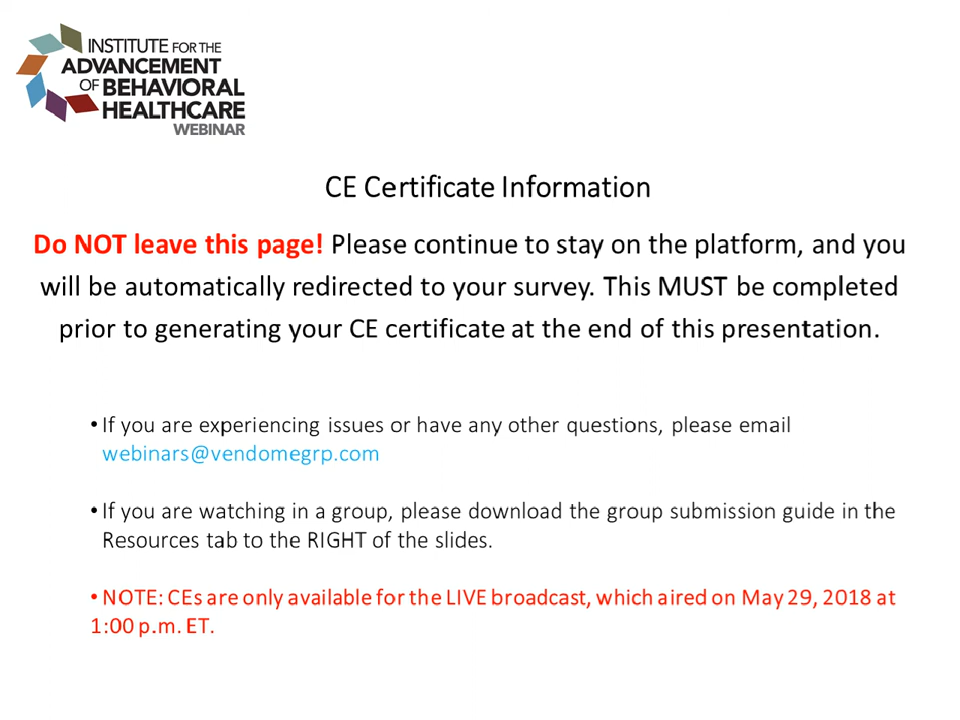 INSTITUTE FOR THE
ADVANCEMENT
OF BEHAVIORAL
HEALTHCARE
WEBINAR
CE Certificate Information
Do NOT leave this page! Please continue to stay on the platform, and you
will be automatically redirected to your survey. This MUST be completed
prior to generating your CE certificate at the end of this presentation.
• If you are experiencing issues or have any other questions, please email
webinars@vendomegrp.com
• If you are watching in a group, please download the group submission guide in the
Resources tab to the RIGHT of the slides.
• NOTE: CEs are only available for the LIVE broadcast, which aired on May 29, 2018 at
1:00 p.m. ET.